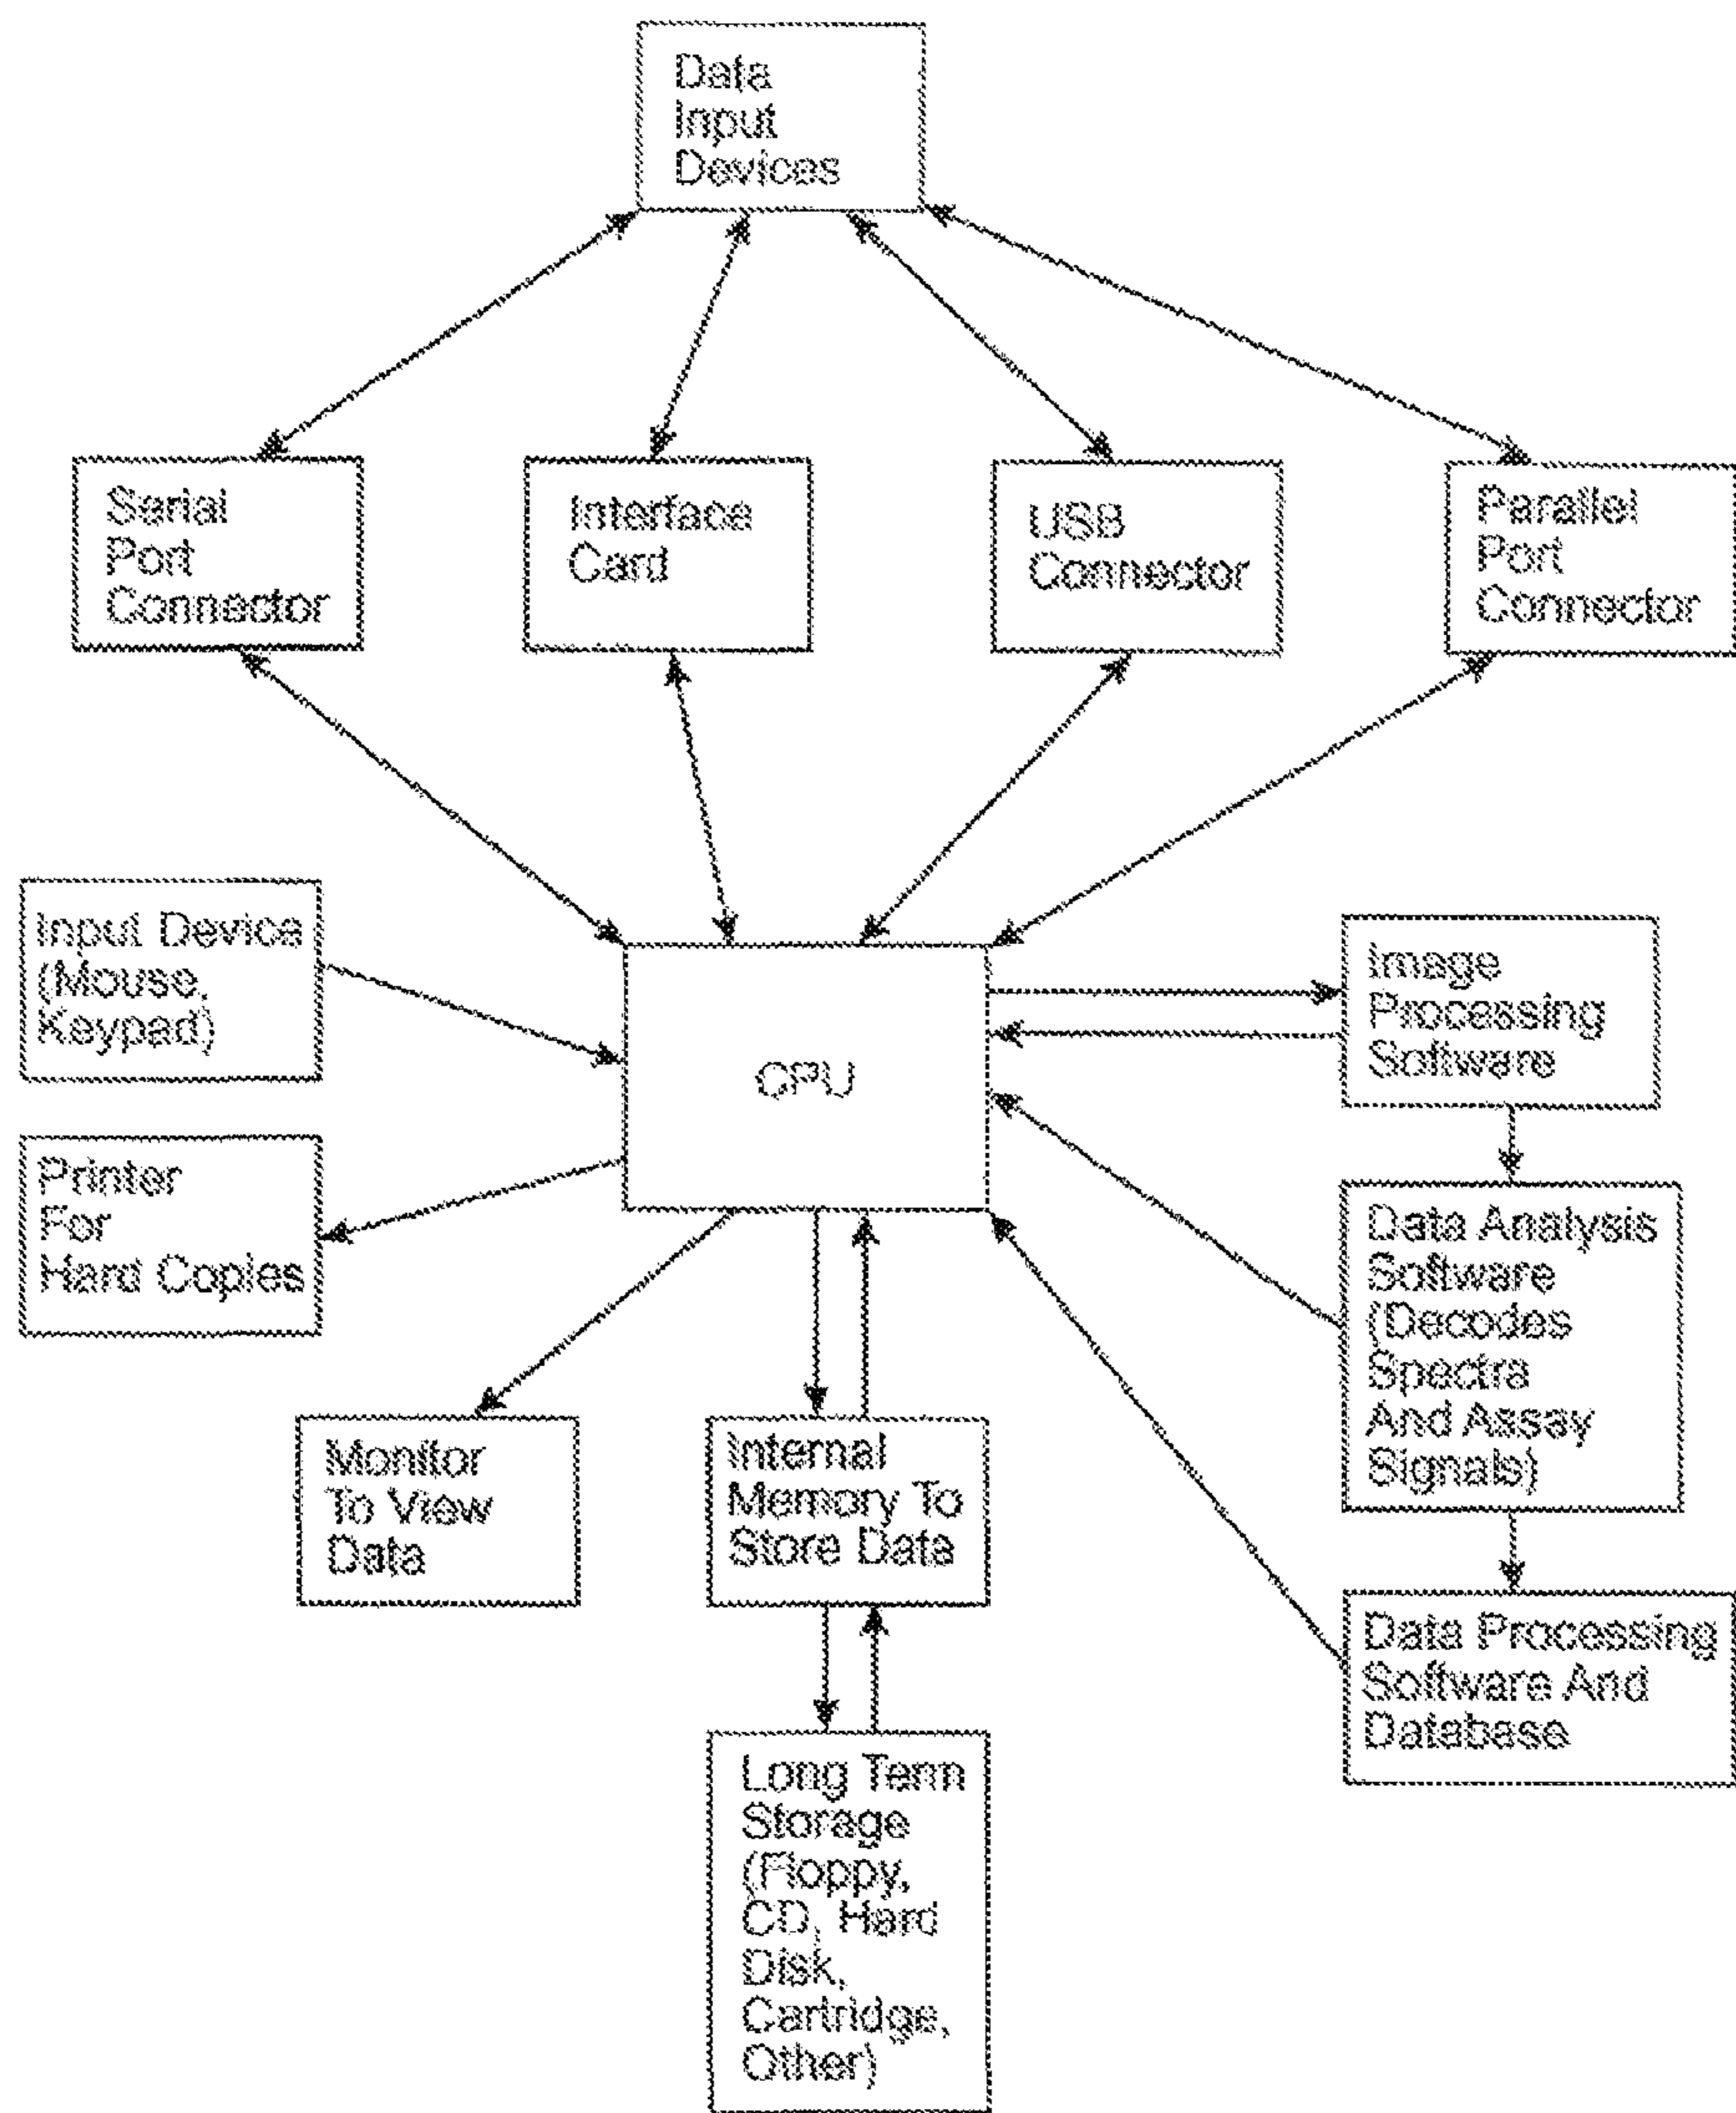 Data
Input
Devices
Serial
Port
Connector
Interface
Card
USB
Connector
Parallel
Port
Connector
Input Device
(Mouse,
Keypad)
CPU
Image
Processing
Software
Printer
For
Hard Copies
Data Analysis
Software
(Decodes
Spectra
And Assay
Signals)
Monitor
To View
Data
Internal
Memory To
Store Data
Data Processing
Software And
Database
Long Term
Storage
(Floppy,
CD, Hard
Disk,
Cartridge,
Other)